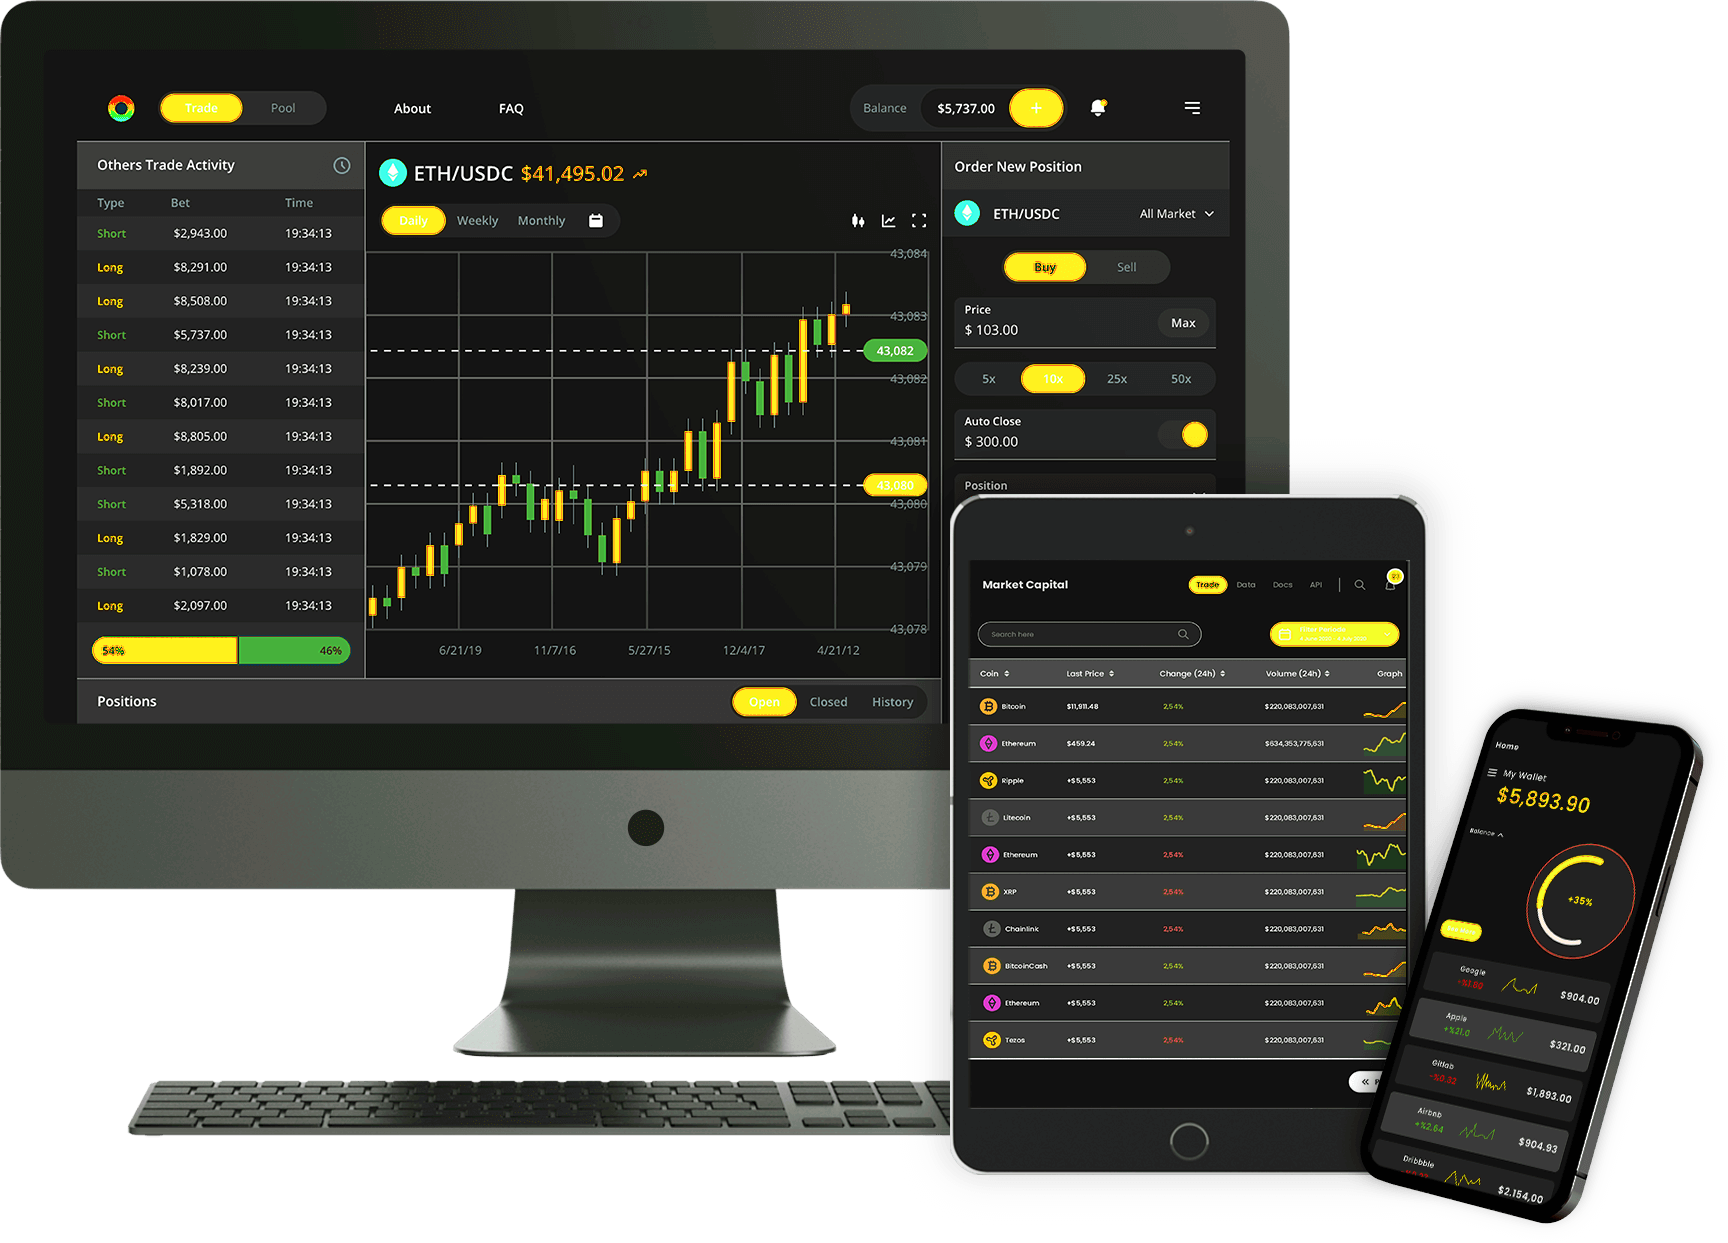 Trade Pool About FAQ Balance $5,737.00 +
Others Trade Activity
Type Bet Time
Short $2,943.00 19:34:13
Long $8,291.00 19:34:13
Long $8,508.00 19:34:13
Short $5,737.00 19:34:13
Long $8,239.00 19:34:13
Short $8,017.00 19:34:13
Long $8,805.00 19:34:13
Short $1,892.00 19:34:13
Short $5,318.00 19:34:13
Long $1,829.00 19:34:13
Short $1,078.00 19:34:13
Long $2,097.00 19:34:13
54% 46%
ETH/USDC $41,495.02
Daily Weekly Monthly
43,084
43,083
43,082
43,082
43,081
43,080
43,080
43,079
43,078
6/21/19 11/7/16 5/27/15 12/4/17 4/21/12
Positions Open Closed History
Order New Position
ETH/USDC All Market
Buy Sell
Price
$ 103.00 Max
5x 10x 25x 50x
Auto Close
$ 300.00
Position
Market Capital Trade Data Docs API
Search here
Coin Last Price Change (24h) Volume (24h) Graph
Bitcoin $11,911.48 2,54% $220,083,007,631
Ethereum $459.24 2,54% $634,353,775,631
Ripple +$5,553 2,54% $220,083,007,631
Litecoin +$5,553 2,54% $220,083,007,631
Ethereum +$5,553 2,54% $220,083,007,631
XRP +$5,553 2,54% $220,083,007,631
Chainlink +$5,553 2,54% $220,083,007,631
BitcoinCash +$5,553 2,54% $220,083,007,631
Ethereum +$5,553 2,54% $220,083,007,631
Tezos +$5,553 2,54% $220,083,007,631
Home
My Wallet
$5,893.90
Balance
+35%
Google
$904.00
Apple
+%21.0 $321.00
Gitlab
-%0.32 $1,893.00
Airbnb
+%2.64 $904.93
Dribbble
$2.154,00